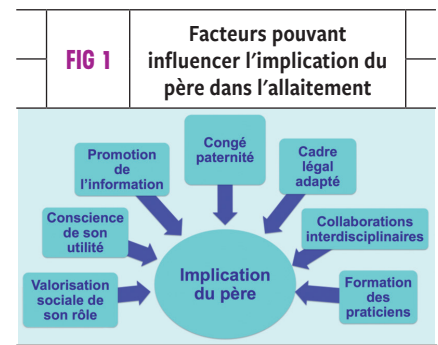 FIG 1
Facteurs pouvant
influencer l'implication du
père dans l'allaitement
Congé
paternité
Promotion
de
l'information
Cadre
légal
adapté
Conscience
de son
utilité
Collaborations
interdisciplinaires
Implication
du père
Valorisation
sociale de
son rôle
Formation
des
praticiens